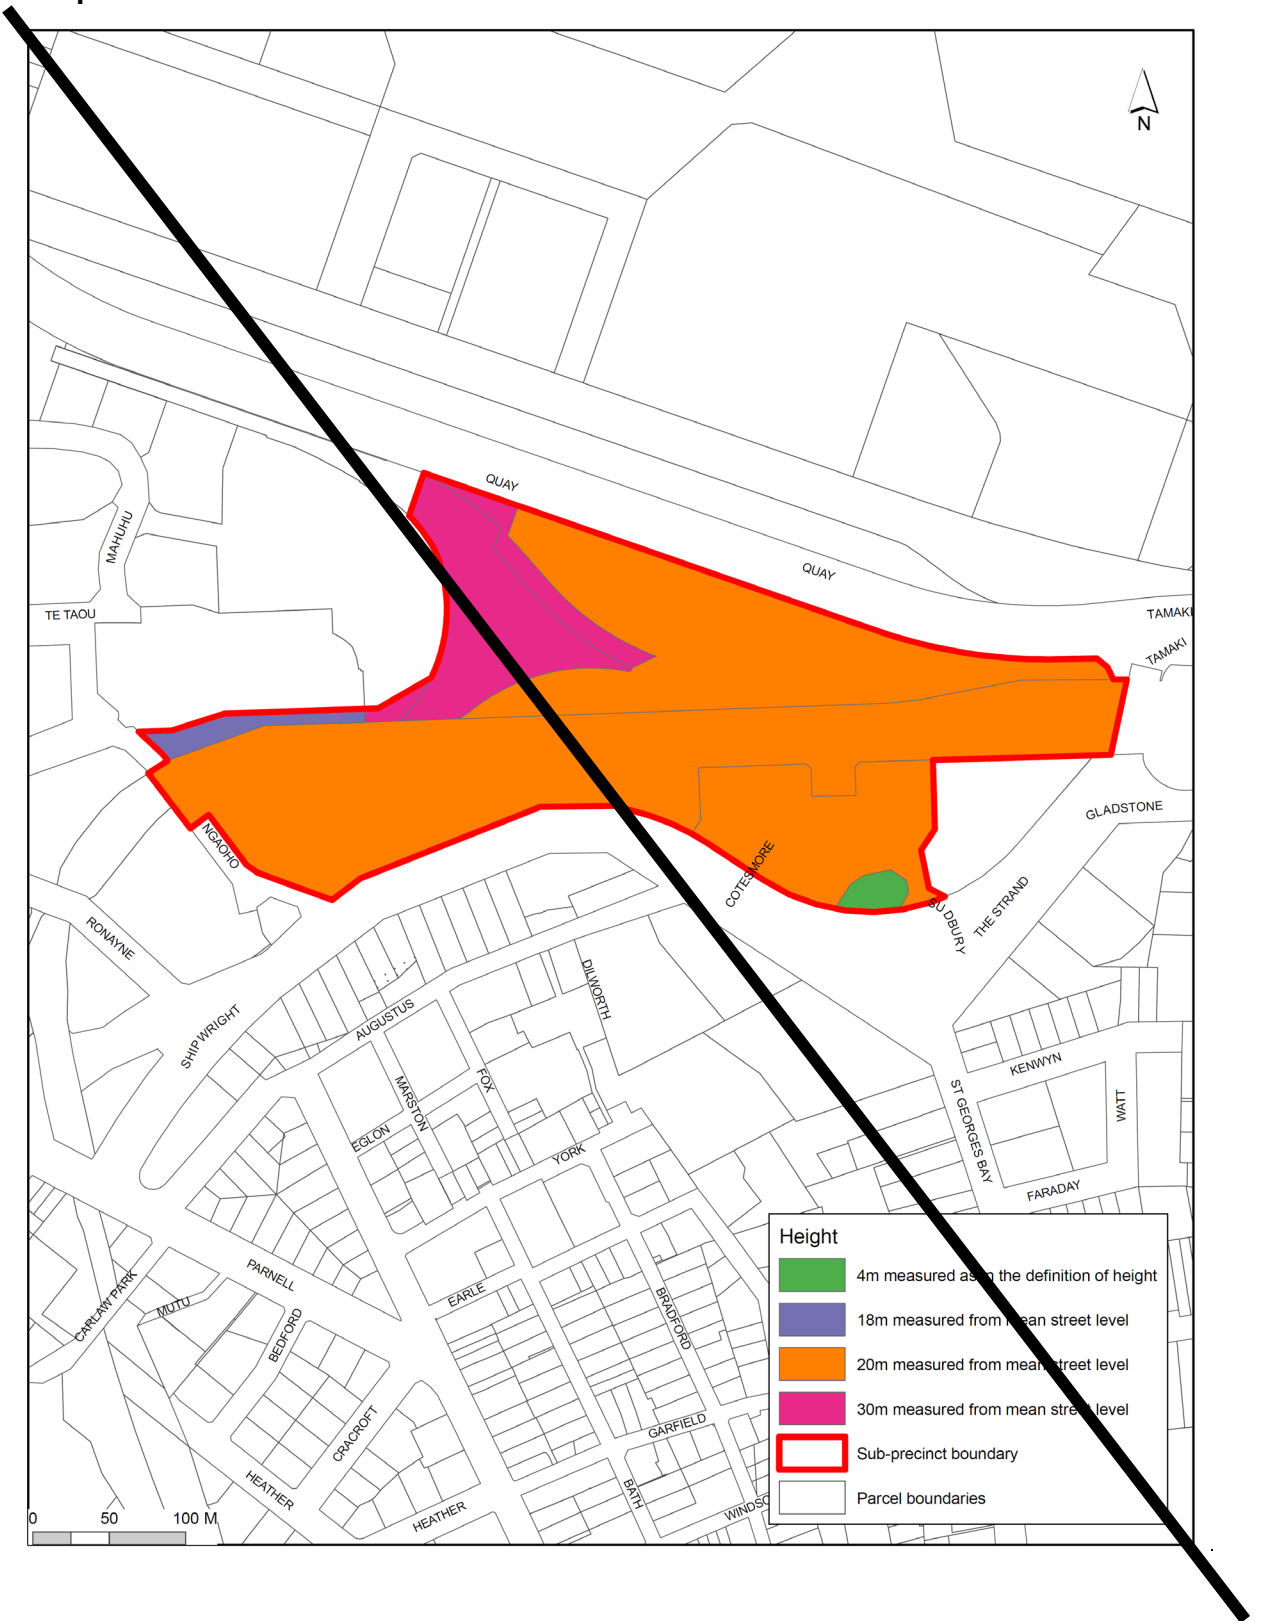 N
QUAY
QUAY
MAHUHU
TE TAOU
TAMAKI
TAMAKI
GLADSTONE
NGAOHO
COTESMORE
SUDBURY
THE STRAND
RONAYNE
DILWORTH
SHIPWRIGHT
AUGUSTUS
FOX
MARSTON
KENWYN
ST GEORGES BAY
WATT
EGLON
YORK
FARADAY
PARNELL
EARLE
CARLAW PARK
MUTU
BEDFORD
BRADFORD
CRACROFT
GARFIELD
HEATHER
HEATHER
BATH
Height
4m measured as in the definition of height
18m measured from mean street level
20m measured from mean street level
30m measured from mean street level
Sub-precinct boundary
Parcel boundaries
0 50 100 M